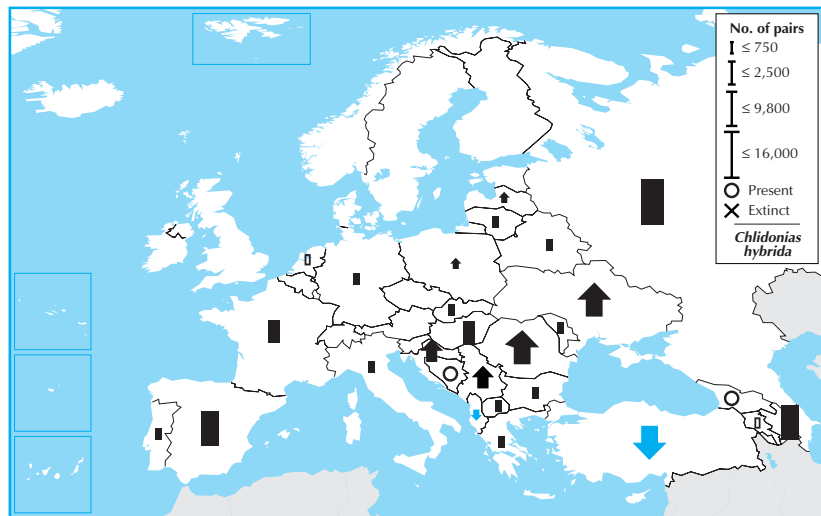 No. of pairs
≤ 750
≤ 2,500
≤ 9,800
≤ 16,000
Present
Extinct
Chlidonias
hybrida